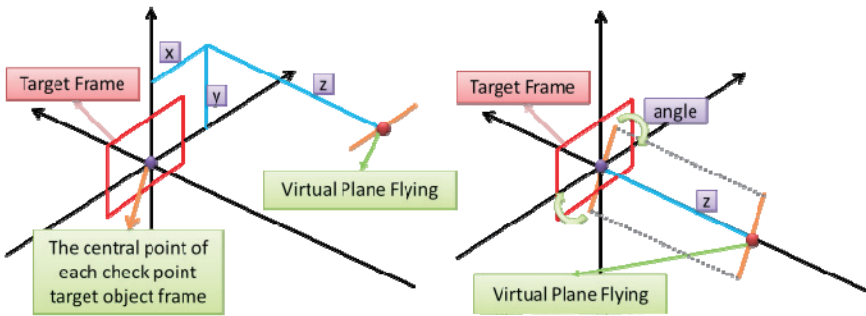 x
y
z
Target Frame
Virtual Plane Flying
The central point of
each check point
target object frame
Target Frame
angle
z
Virtual Plane Flying